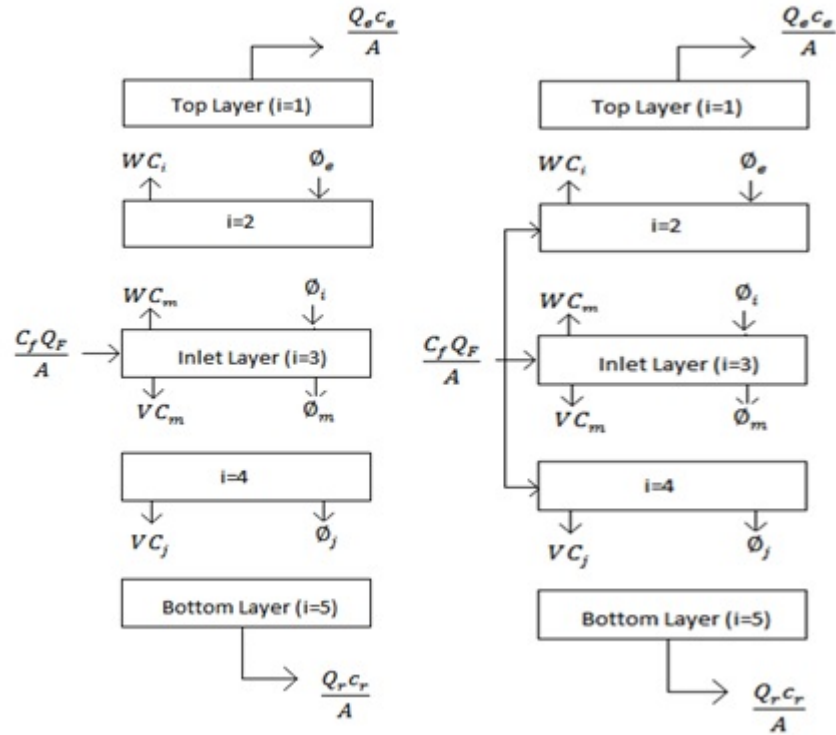 Q_e c_e
A
Top Layer (i=1)
WC_i Ø_e
i=2
WC_m Ø_i
C_f Q_F
A
Inlet Layer (i=3)
VC_m Ø_m
i=4
VC_j Ø_j
Bottom Layer (i=5)
Q_r c_r
A
Q_e c_e
A
Top Layer (i=1)
WC_i Ø_e
i=2
WC_m Ø_i
C_f Q_F
A
Inlet Layer (i=3)
VC_m Ø_m
i=4
VC_j Ø_j
Bottom Layer (i=5)
Q_r c_r
A